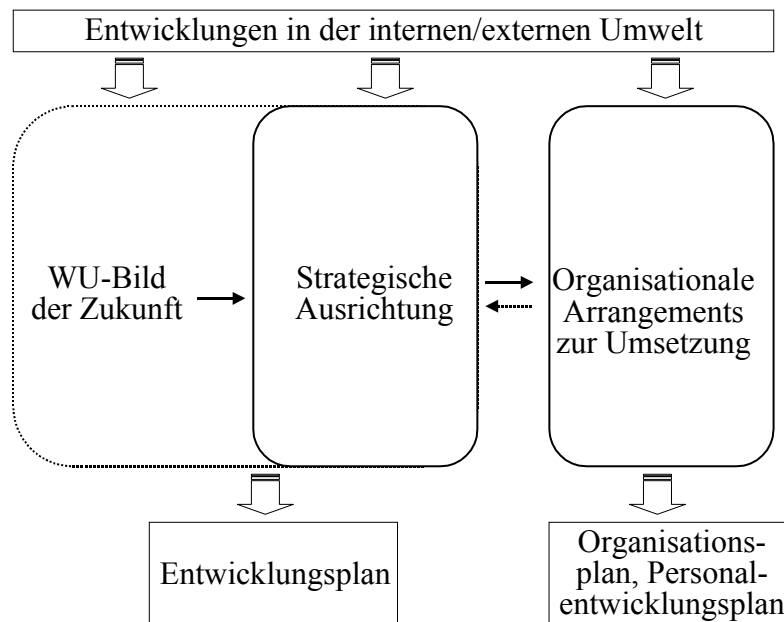 Entwicklungen in der internen/externen Umwelt
WU-Bild
der Zukunft
Strategische
Ausrichtung
Organisationale
Arrangements
zur Umsetzung
Entwicklungsplan
Organisations-
plan, Personal-
entwicklungsplan